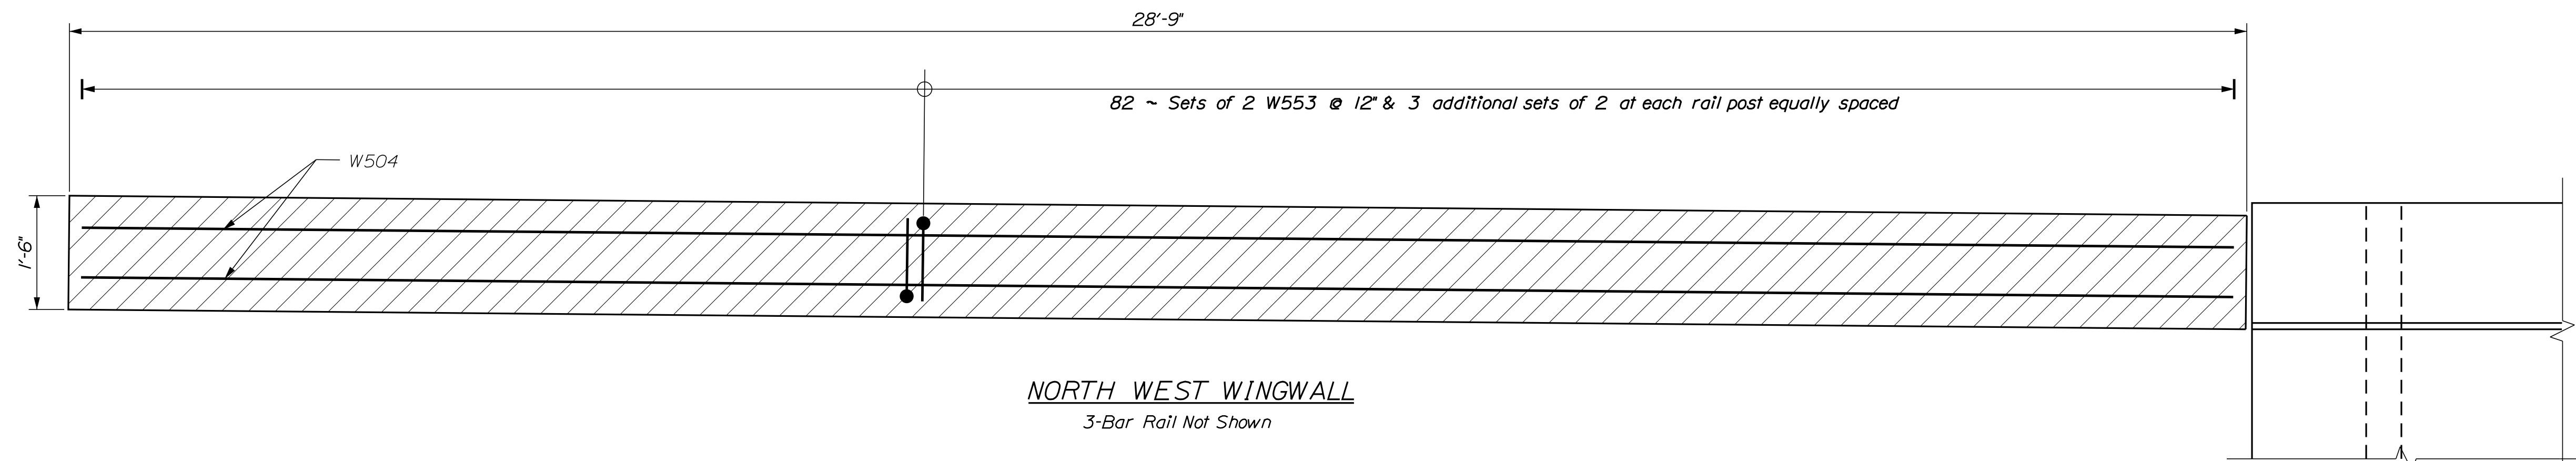 28'-9"
82 ~ Sets of 2 W553 @ 12" & 3 additional sets of 2 at each rail post equally spaced
W504
1'-6"
NORTH WEST WINGWALL
3-Bar Rail Not Shown